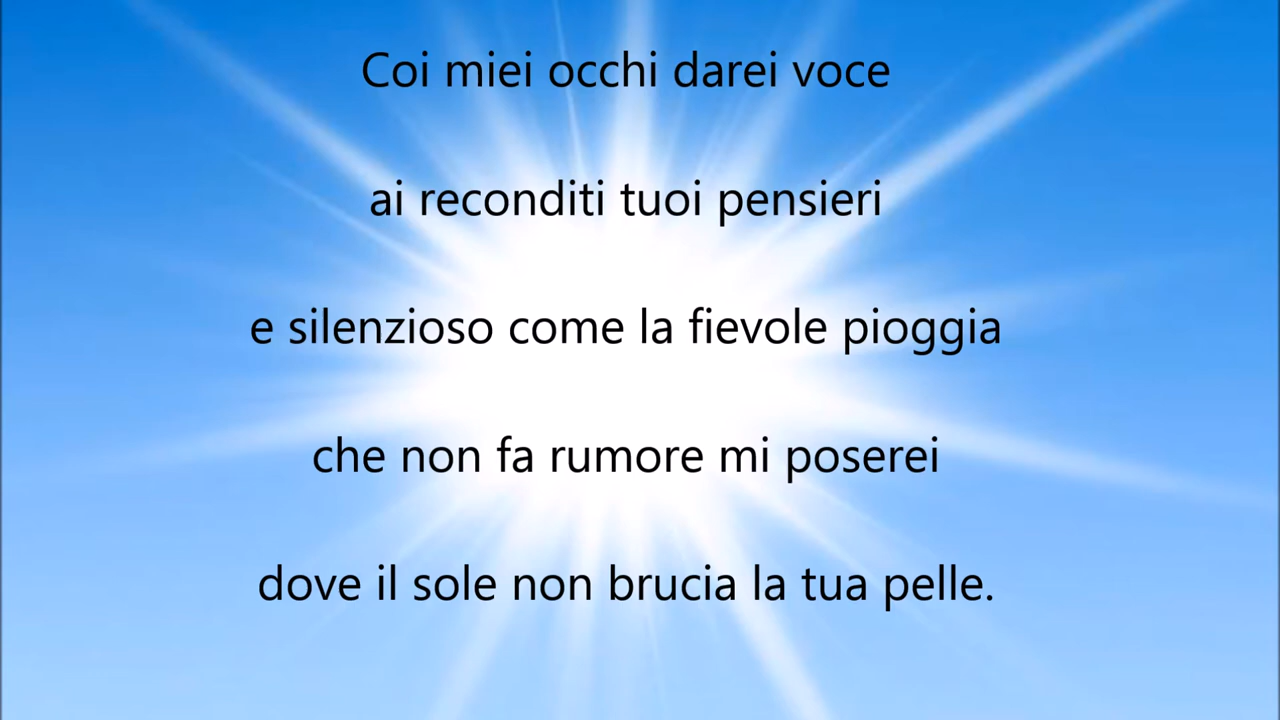 Coi miei occhi darei voce
ai reconditi tuoi pensieri
e silenzioso come la fievole pioggia
che non fa rumore mi poserei
dove il sole non brucia la tua pelle.